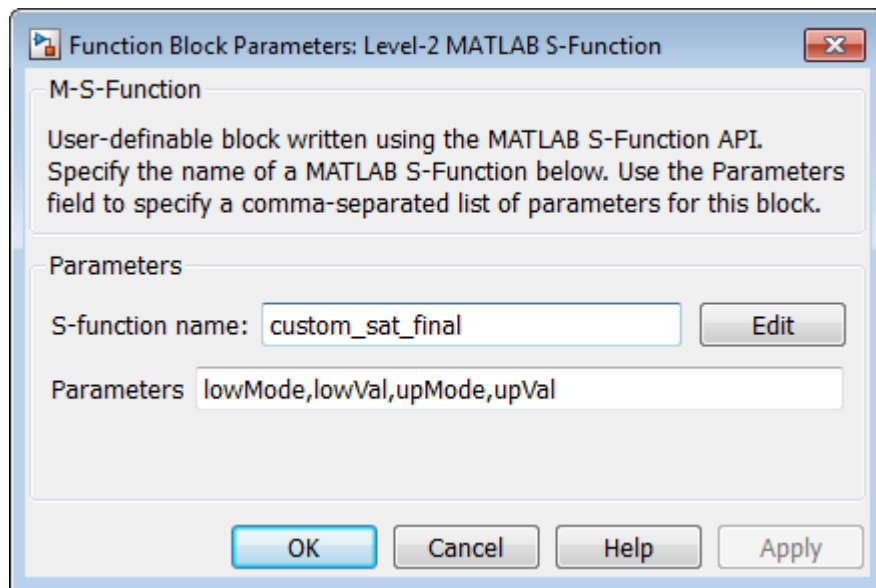 Function Block Parameters: Level-2 MATLAB S-Function
M-S-Function
User-definable block written using the MATLAB S-Function API.
Specify the name of a MATLAB S-Function below. Use the Parameters
field to specify a comma-separated list of parameters for this block.
Parameters
S-function name: custom_sat_final Edit
Parameters lowMode,lowVal,upMode,upVal
OK Cancel Help Apply